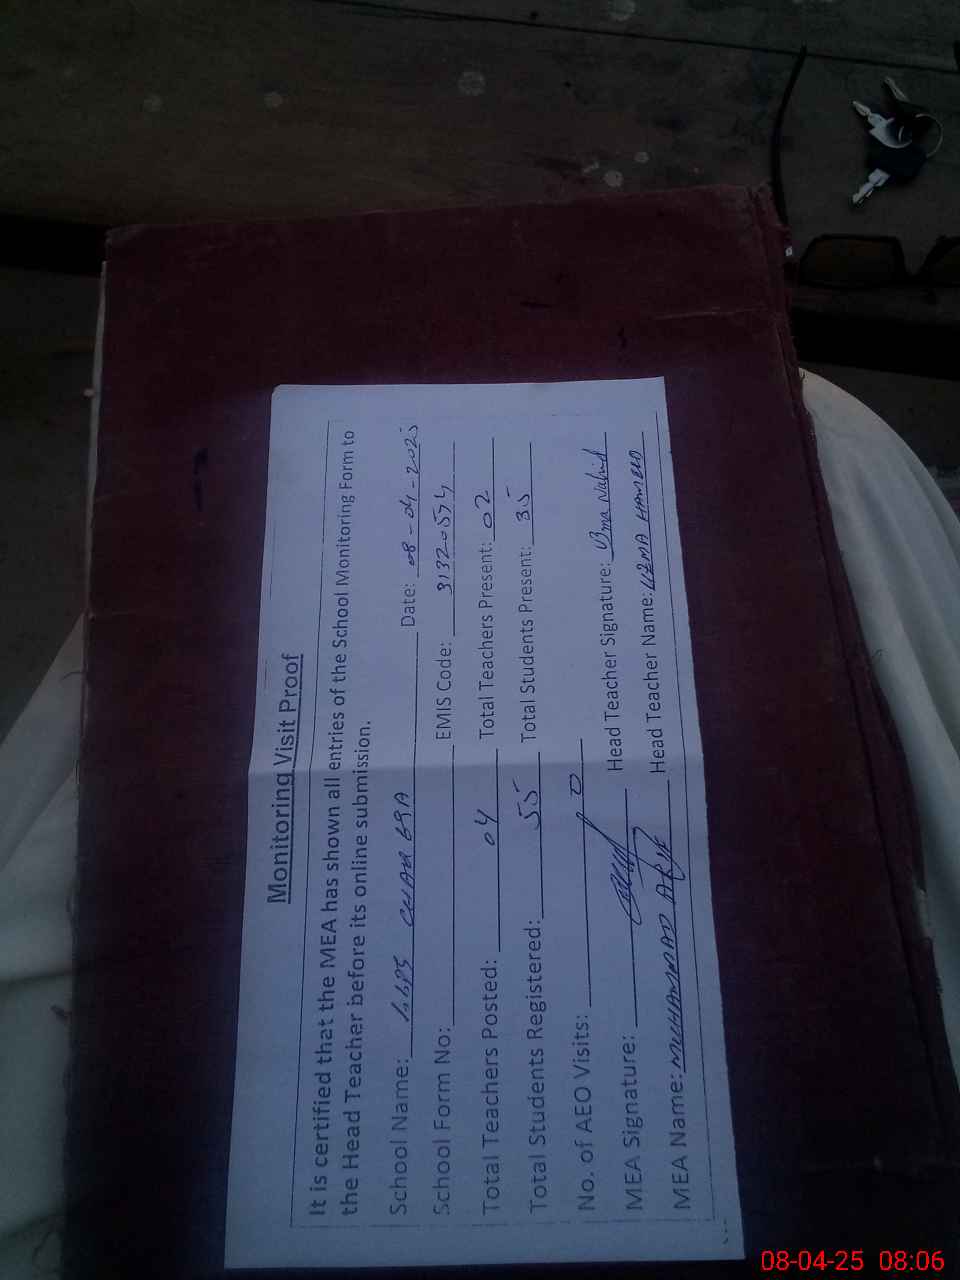 Monitoring Visit Proof
It is certified that the MEA has shown all entries of the School Monitoring Form to
the Head Teacher before its online submission.
School Name: GGPS CHAK 69A Date: 08-04-2025
School Form No: EMIS Code: 31320574
Total Teachers Posted: 04 Total Teachers Present: 02
Total Students Registered: 55 Total Students Present: 35
No. of AEO Visits: 0
MEA Signature: Head Teacher Signature: Uzma
MEA Name: MUHAMMAD ARIF Head Teacher Name: UZMA HAMEED
08-04-25 08:06